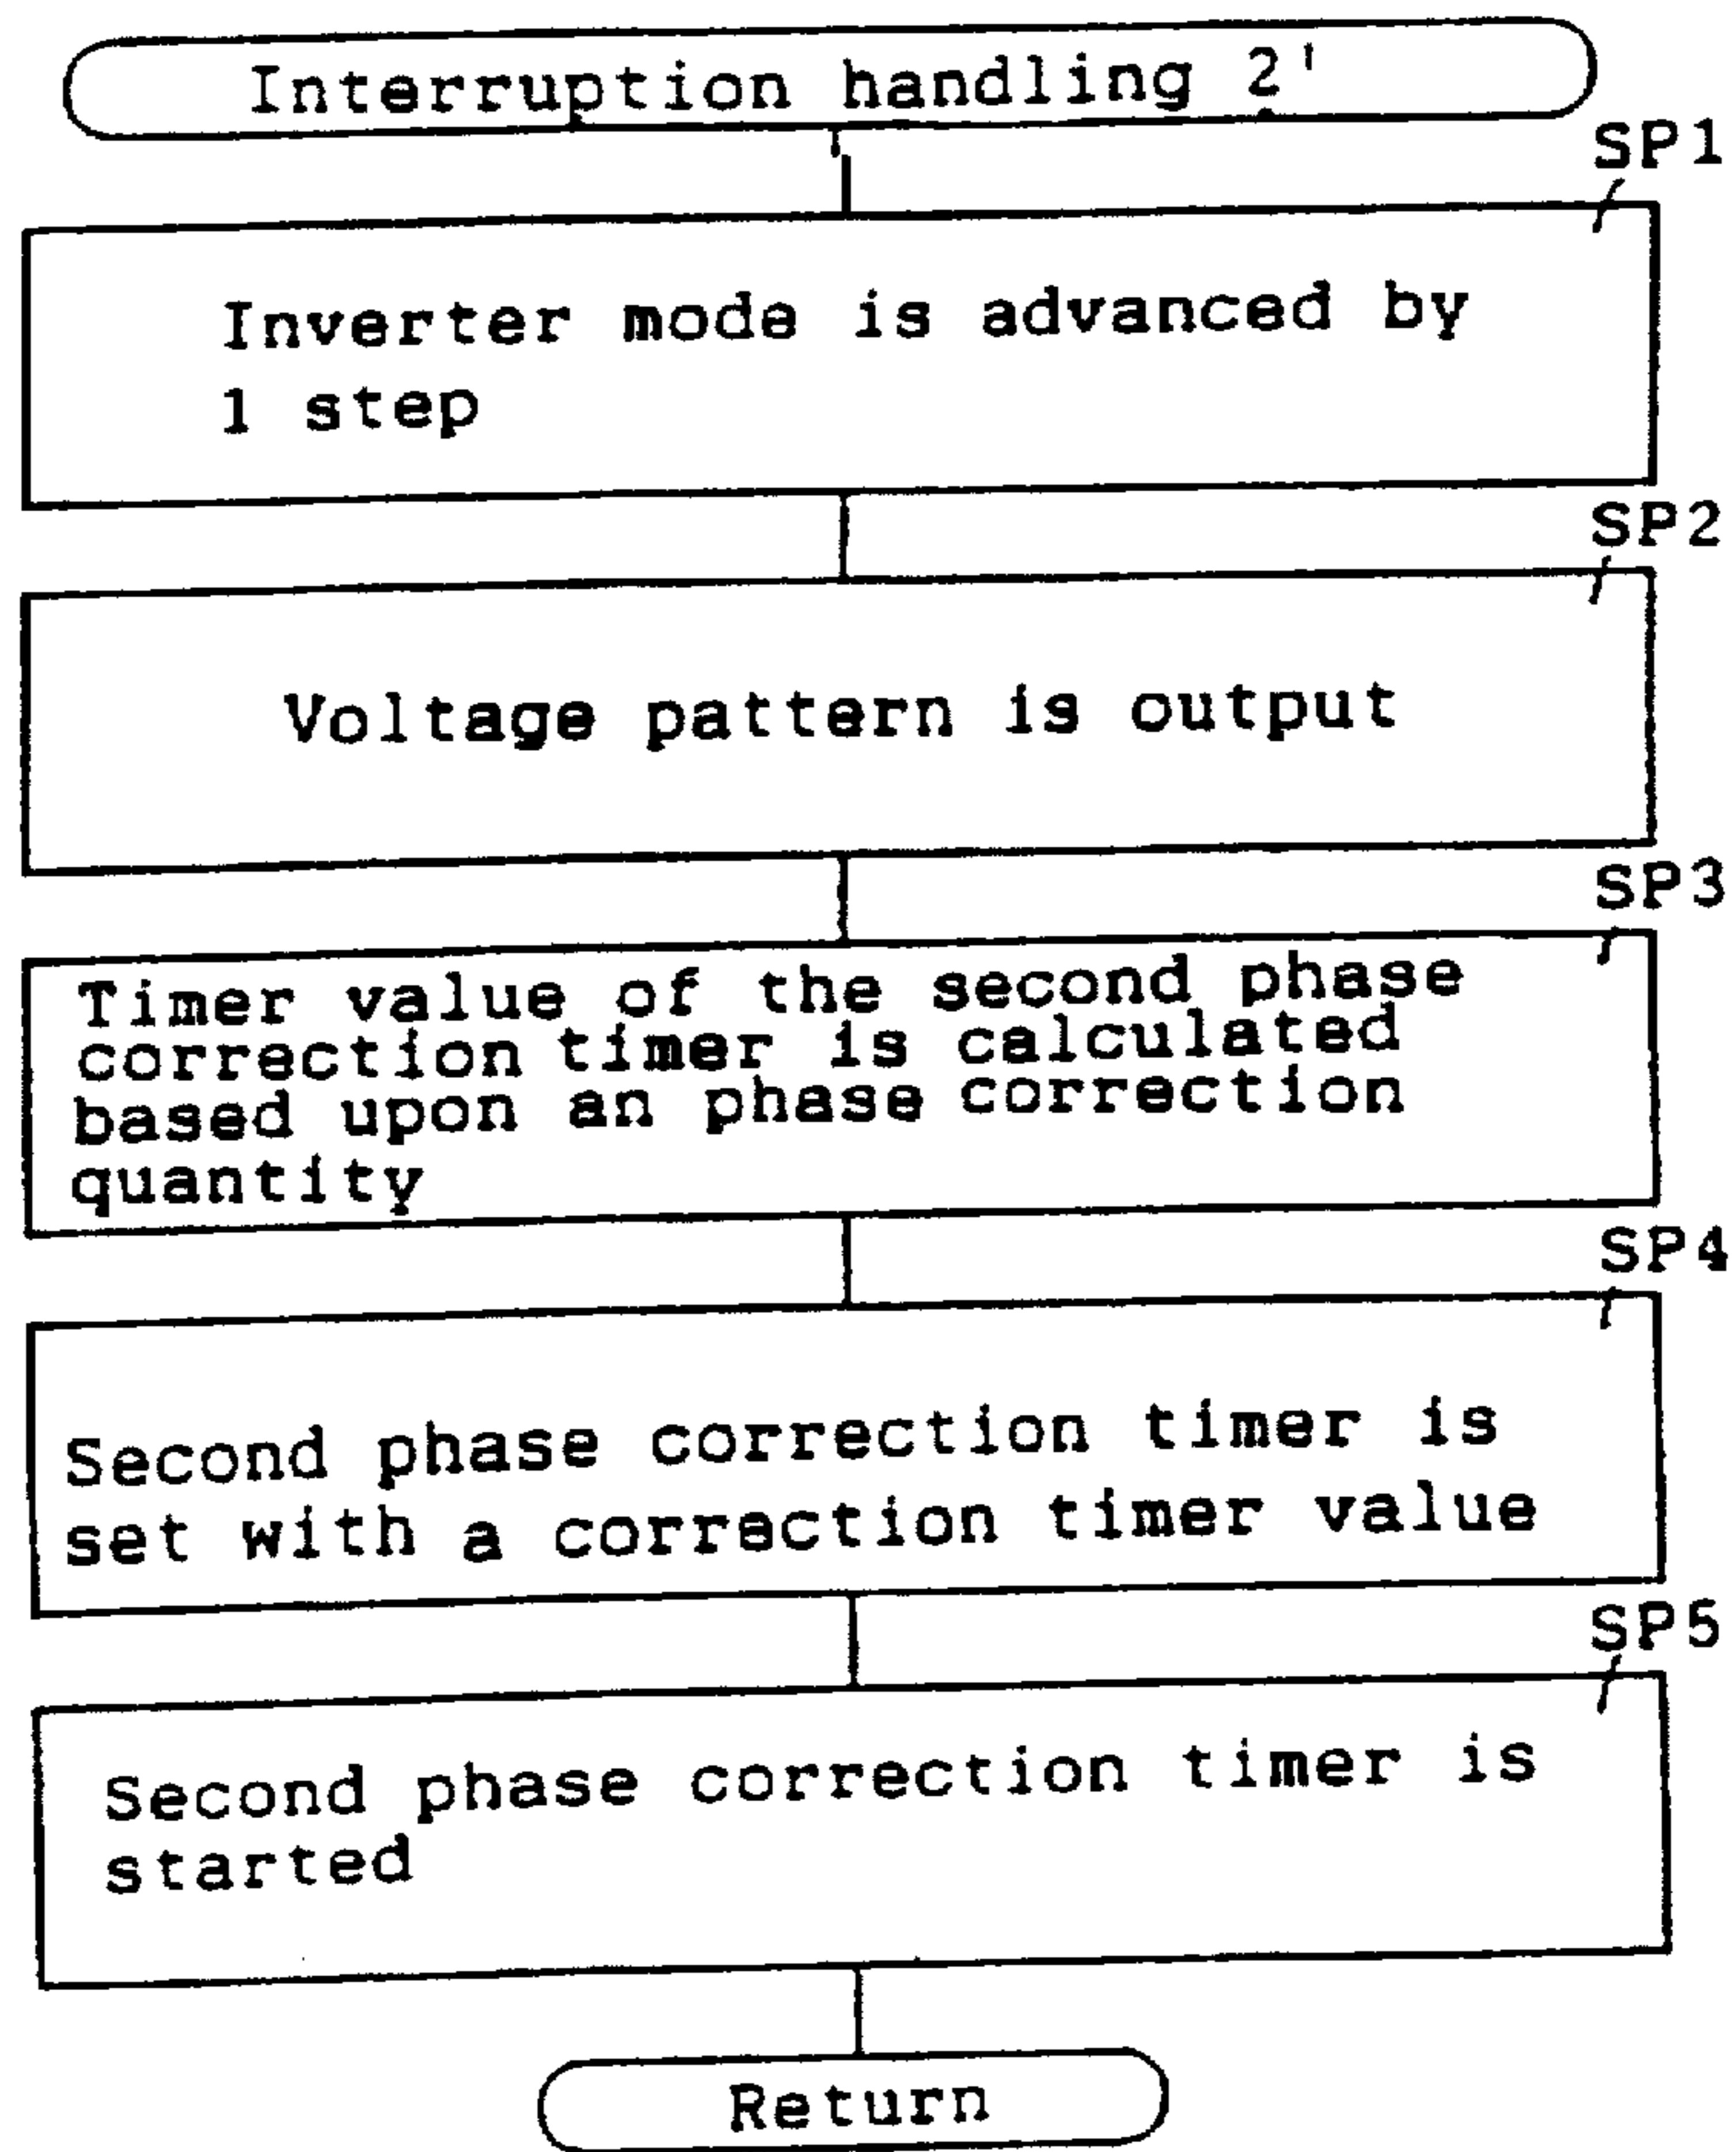 Interruption handling 2'
SP1
Inverter mode is advanced by
1 step
SP2
Voltage pattern is output
SP3
Timer value of the second phase
correction timer is calculated
based upon an phase correction
quantity
SP4
Second phase correction timer is
set with a correction timer value
SP5
Second phase correction timer is
started
Return